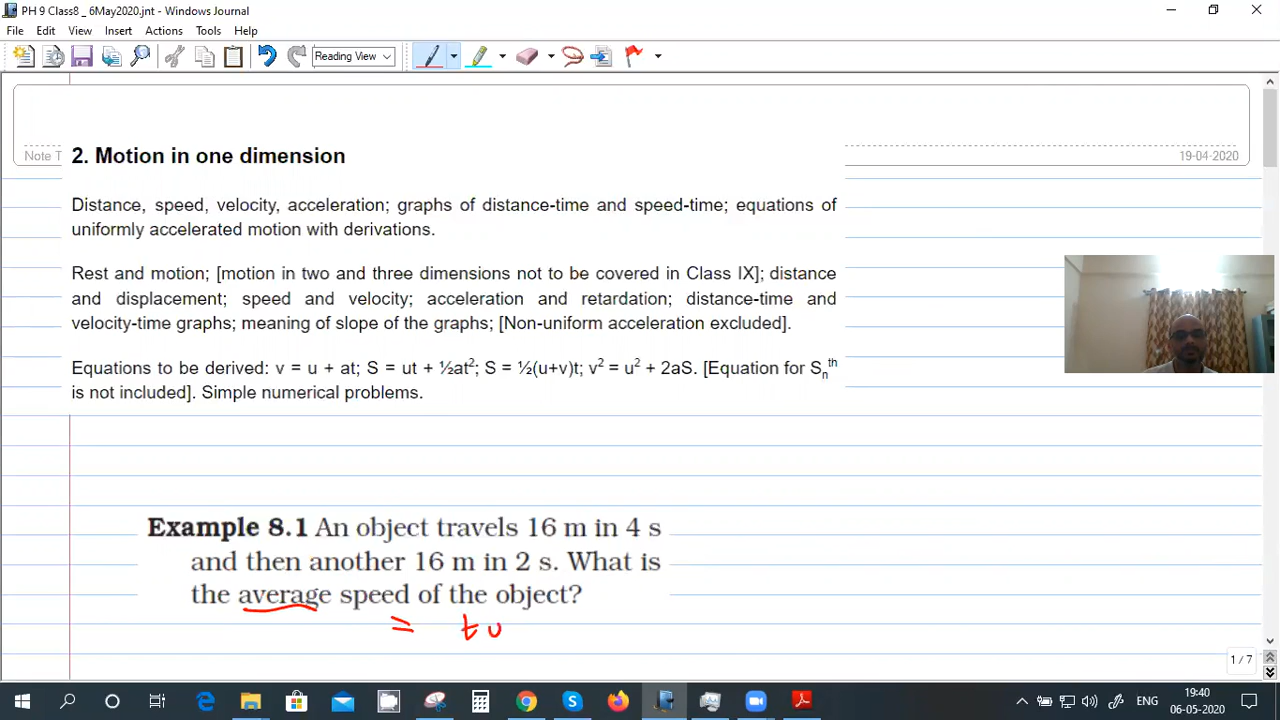 PH 9 Class8 _ 6May2020.jnt - Windows Journal
File Edit View Insert Actions Tools Help
Reading View
Note T
19-04-2020
2. Motion in one dimension
Distance, speed, velocity, acceleration; graphs of distance-time and speed-time; equations of
uniformly accelerated motion with derivations.
Rest and motion; [motion in two and three dimensions not to be covered in Class IX]; distance
and displacement; speed and velocity; acceleration and retardation; distance-time and
velocity-time graphs; meaning of slope of the graphs; [Non-uniform acceleration excluded].
Equations to be derived: v = u + at; S = ut + ½at²; S = ½(u+v)t; v² = u² + 2aS. [Equation for Sₙᵗʰ
is not included]. Simple numerical problems.
Example 8.1 An object travels 16 m in 4 s
and then another 16 m in 2 s. What is
the average speed of the object?
= tu
1 / 7
ENG
19:40
06-05-2020